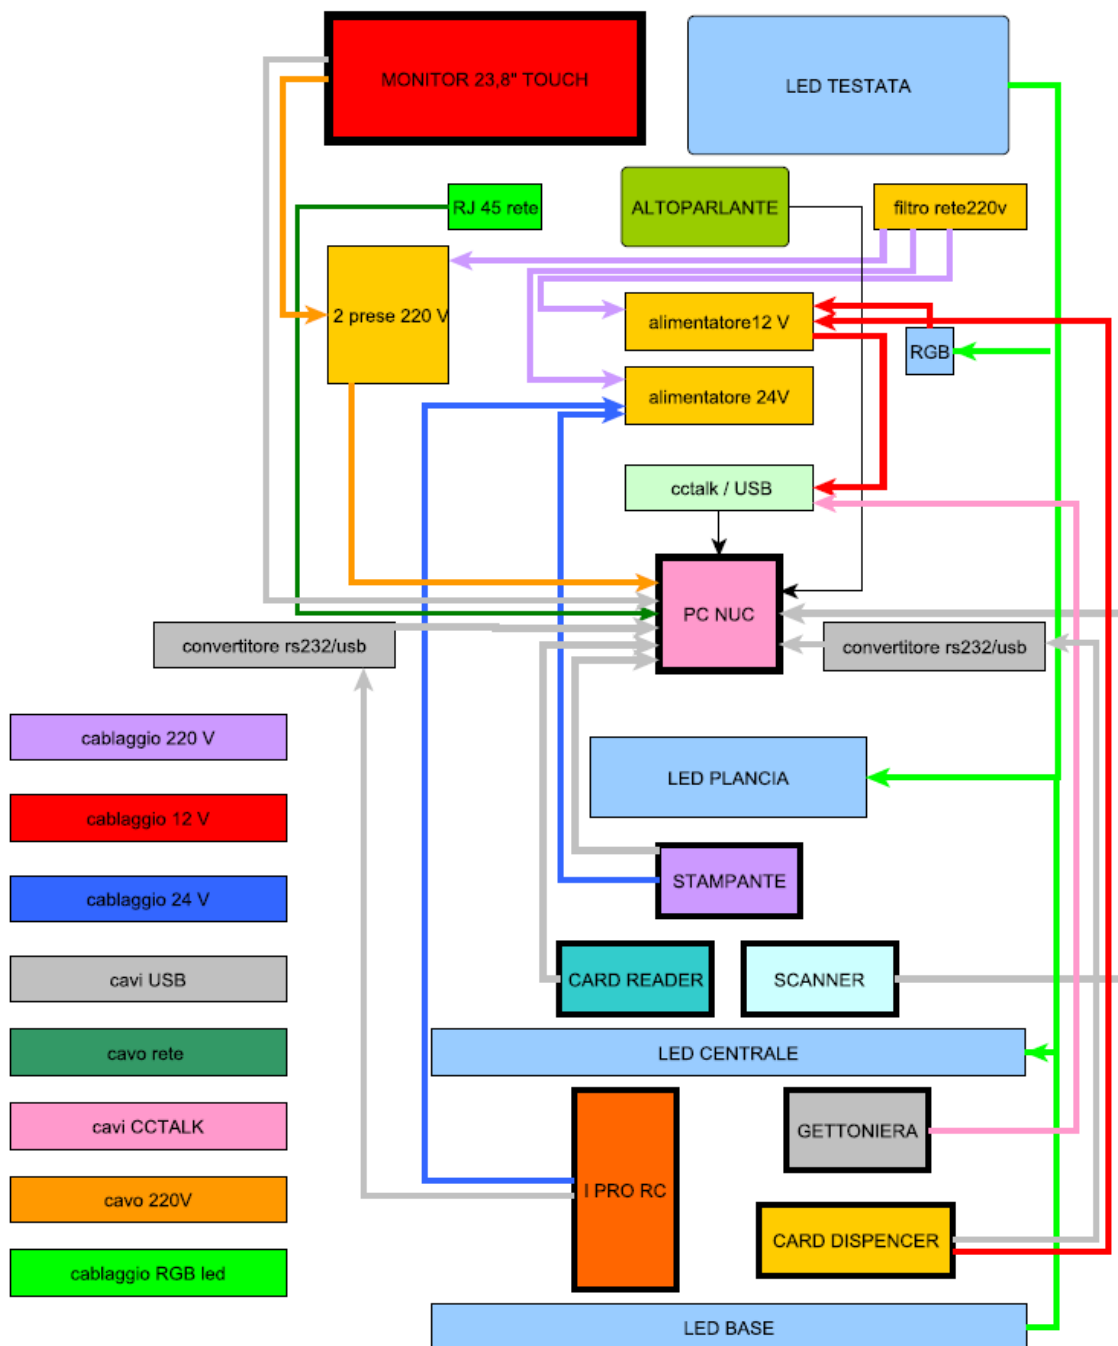 MONITOR 23,8" TOUCH
LED TESTATA
RJ 45 rete
ALTOPARLANTE
filtro rete220v
2 prese 220 V
alimentatore12 V
RGB
alimentatore 24V
cctalk / USB
PC NUC
convertitore rs232/usb
convertitore rs232/usb
cablaggio 220 V
LED PLANCIA
cablaggio 12 V
STAMPANTE
cablaggio 24 V
cavi USB
CARD READER
SCANNER
cavo rete
LED CENTRALE
cavi CCTALK
GETTONIERA
cavo 220V
I PRO RC
CARD DISPENCER
cablaggio RGB led
LED BASE